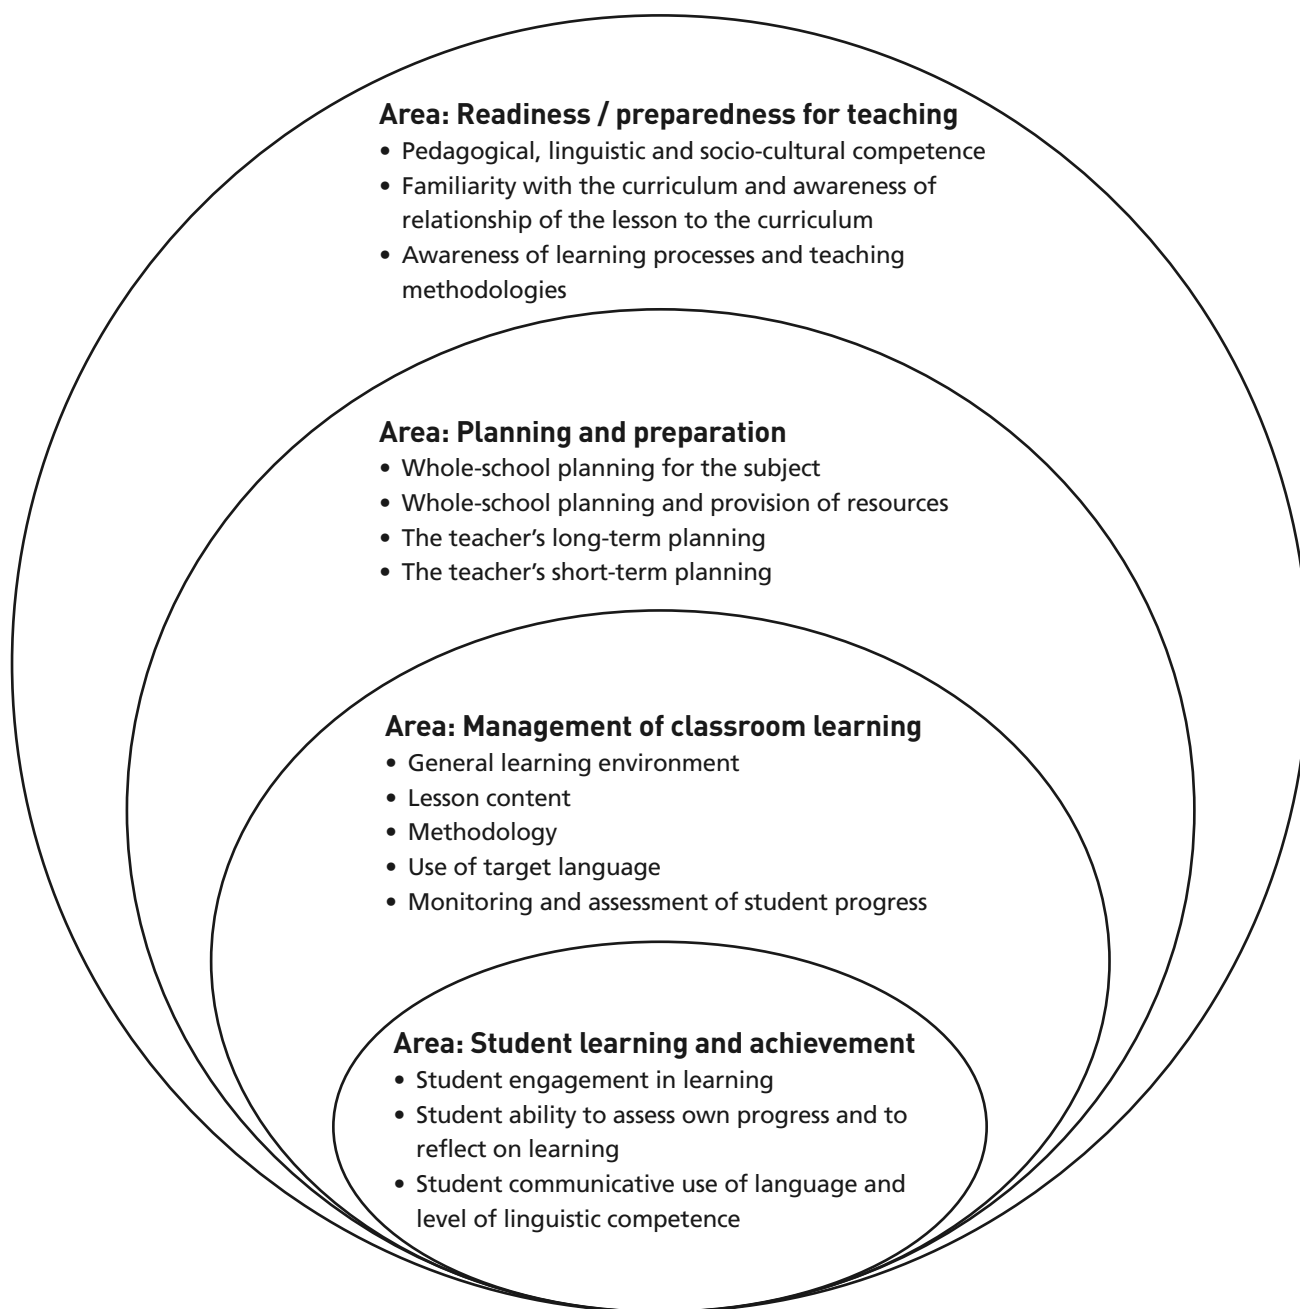 Area: Readiness / preparedness for teaching
• Pedagogical, linguistic and socio-cultural competence
• Familiarity with the curriculum and awareness of
relationship of the lesson to the curriculum
• Awareness of learning processes and teaching
methodologies
Area: Planning and preparation
• Whole-school planning for the subject
• Whole-school planning and provision of resources
• The teacher’s long-term planning
• The teacher’s short-term planning
Area: Management of classroom learning
• General learning environment
• Lesson content
• Methodology
• Use of target language
• Monitoring and assessment of student progress
Area: Student learning and achievement
• Student engagement in learning
• Student ability to assess own progress and to
reflect on learning
• Student communicative use of language and
level of linguistic competence